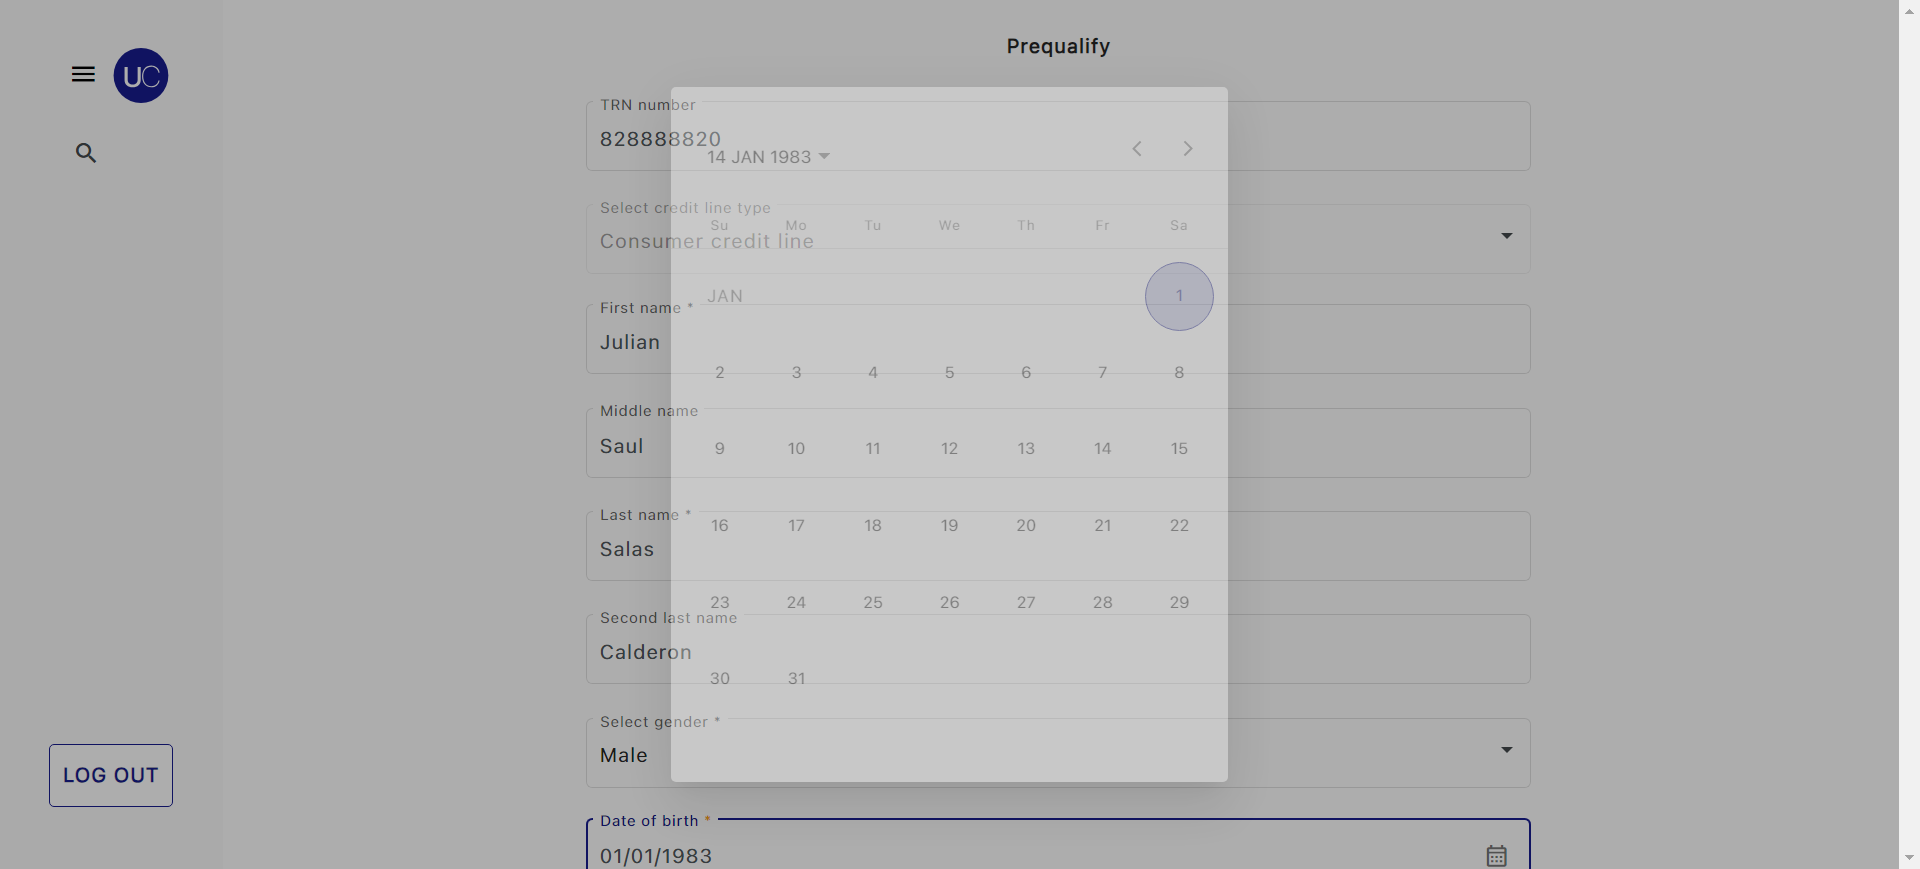 Prequalify
UC
TRN number
828888820
14 JAN 1983
Select credit line type
Consumer credit line
Su Mo Tu We Th Fr Sa
JAN 1
First name *
Julian
2 3 4 5 6 7 8
Middle name
Saul
9 10 11 12 13 14 15
Last name *
Salas
16 17 18 19 20 21 22
23 24 25 26 27 28 29
Second last name
Calderon
30 31
Select gender *
Male
LOG OUT
Date of birth *
01/01/1983